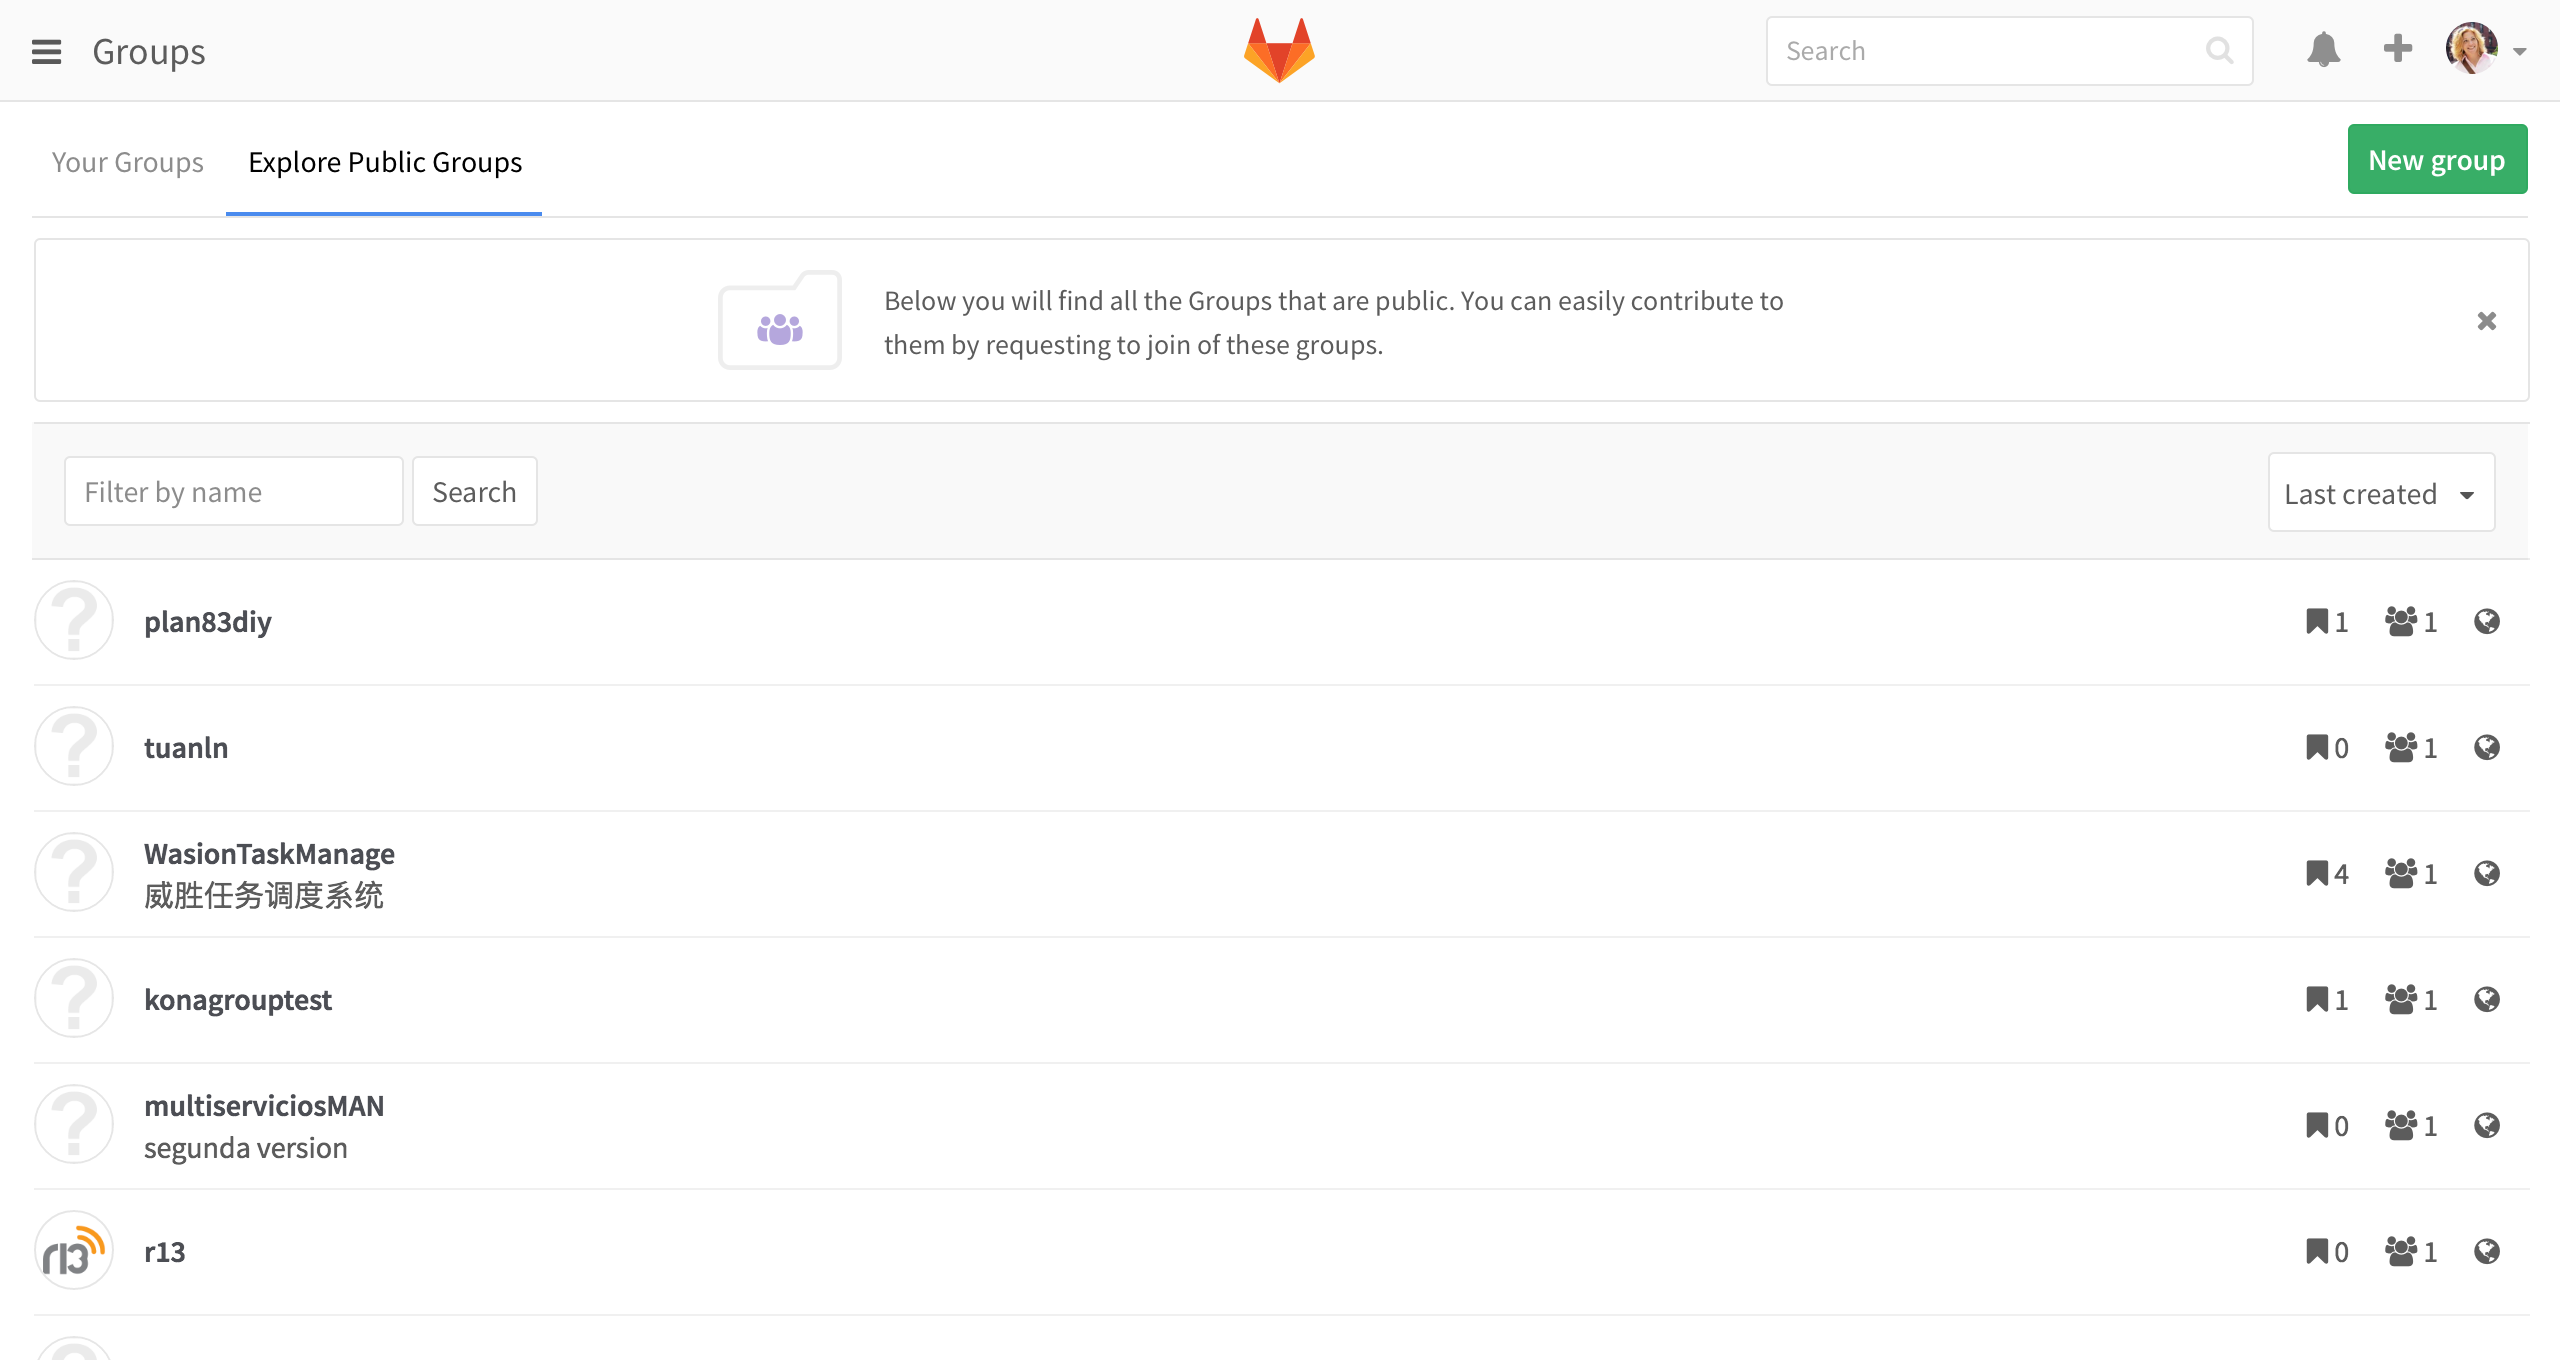 Groups
Search
Your Groups
Explore Public Groups
New group
Below you will find all the Groups that are public. You can easily contribute to
them by requesting to join of these groups.
Filter by name
Search
Last created
plan83diy
1
1
tuanln
0
1
WasionTaskManage
威胜任务调度系统
4
1
konagrouptest
1
1
multiserviciosMAN
segunda version
0
1
r13
r13
0
1